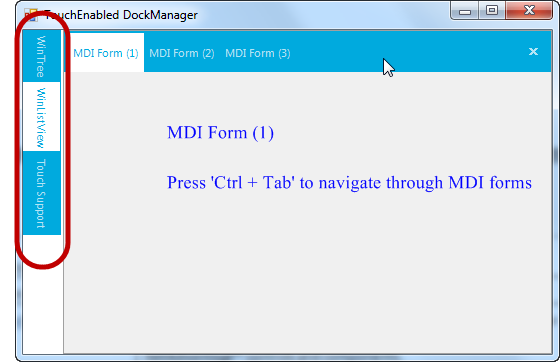 TouchEnabled DockManager
WinTree
WinListView
Touch Support
MDI Form (1) MDI Form (2) MDI Form (3)
MDI Form (1)
Press 'Ctrl + Tab' to navigate through MDI forms